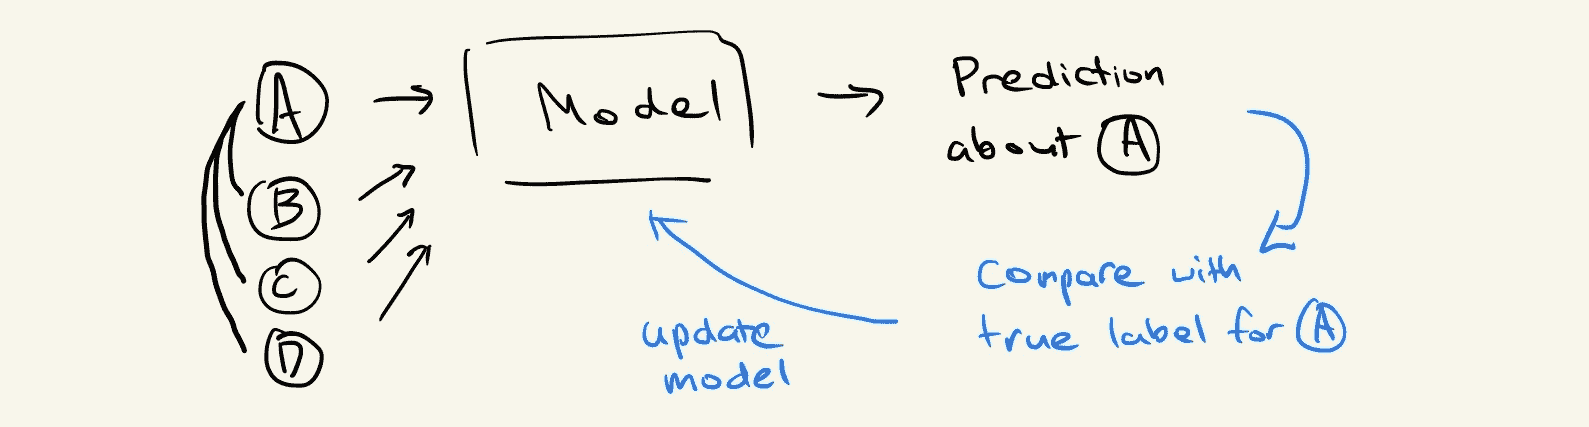 A
Model
Prediction
about A
B
C
D
Compare with
true label for A
update
model